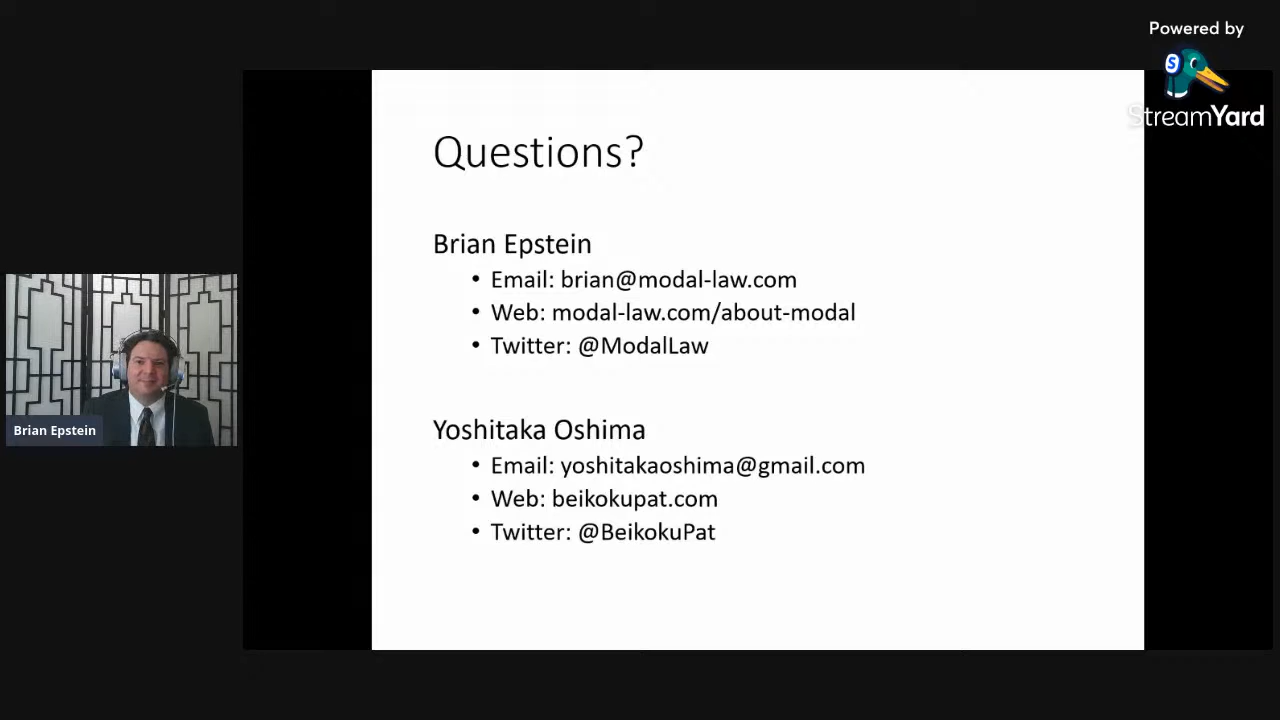 Powered by
S
StreamYard
Questions?
Brian Epstein
• Email: brian@modal-law.com
• Web: modal-law.com/about-modal
• Twitter: @ModalLaw
Yoshitaka Oshima
• Email: yoshitakaoshima@gmail.com
• Web: beikokupat.com
• Twitter: @BeikokuPat
Brian Epstein